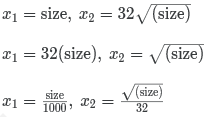 x₁ = size, x₂ = 32√(size)
x₁ = 32(size), x₂ = √(size)
x₁ = size/1000, x₂ = √(size)/32